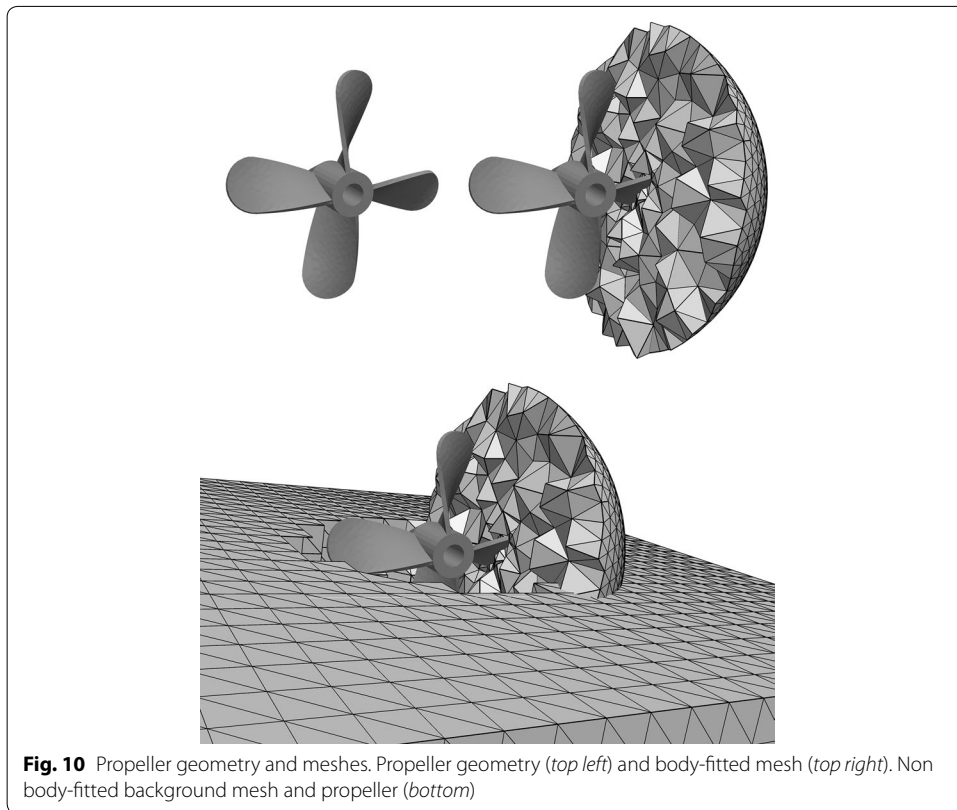 Fig. 10 Propeller geometry and meshes. Propeller geometry (top left) and body-fitted mesh (top right). Non
body-fitted background mesh and propeller (bottom)